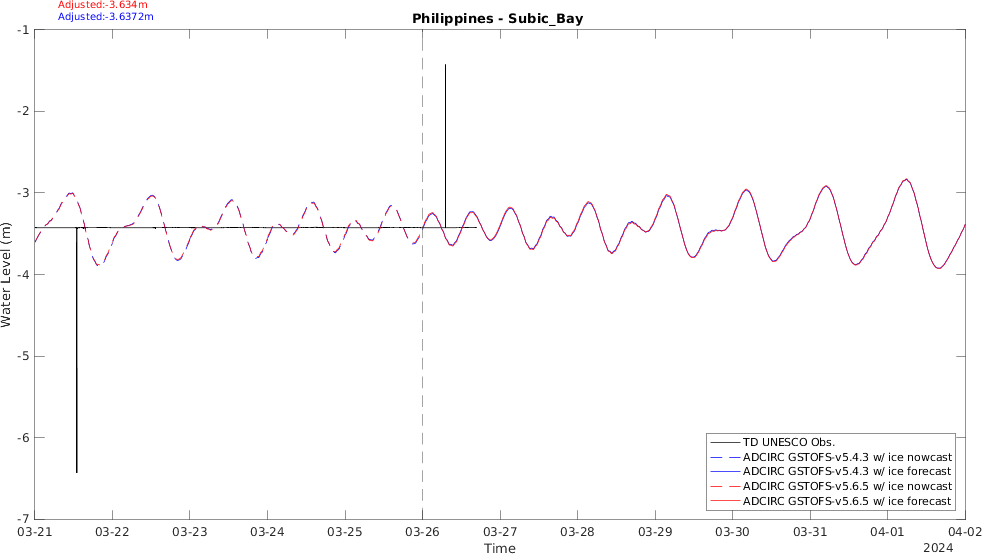 Adjusted:-3.634m
Adjusted:-3.6372m
Philippines - Subic_Bay
-1
-2
-3
-4
-5
-6
-7
Water Level (m)
TD UNESCO Obs.
ADCIRC GSTOFS-v5.4.3 w/ ice nowcast
ADCIRC GSTOFS-v5.4.3 w/ ice forecast
ADCIRC GSTOFS-v5.6.5 w/ ice nowcast
ADCIRC GSTOFS-v5.6.5 w/ ice forecast
03-21 03-22 03-23 03-24 03-25 03-26 03-27 03-28 03-29 03-30 03-31 04-01 04-02
Time
2024